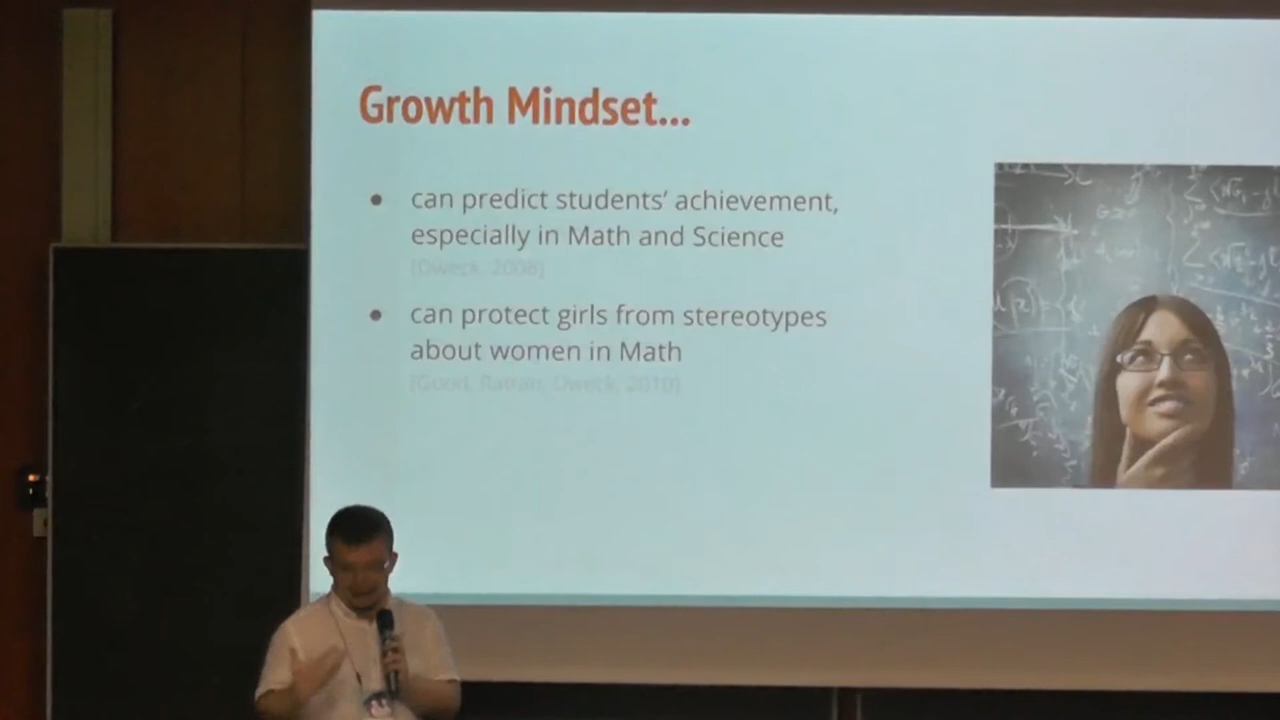 Growth Mindset...
can predict students’ achievement,
especially in Math and Science
[Dweck, 2008]
can protect girls from stereotypes
about women in Math
[Good, Rattan, Dweck, 2010]